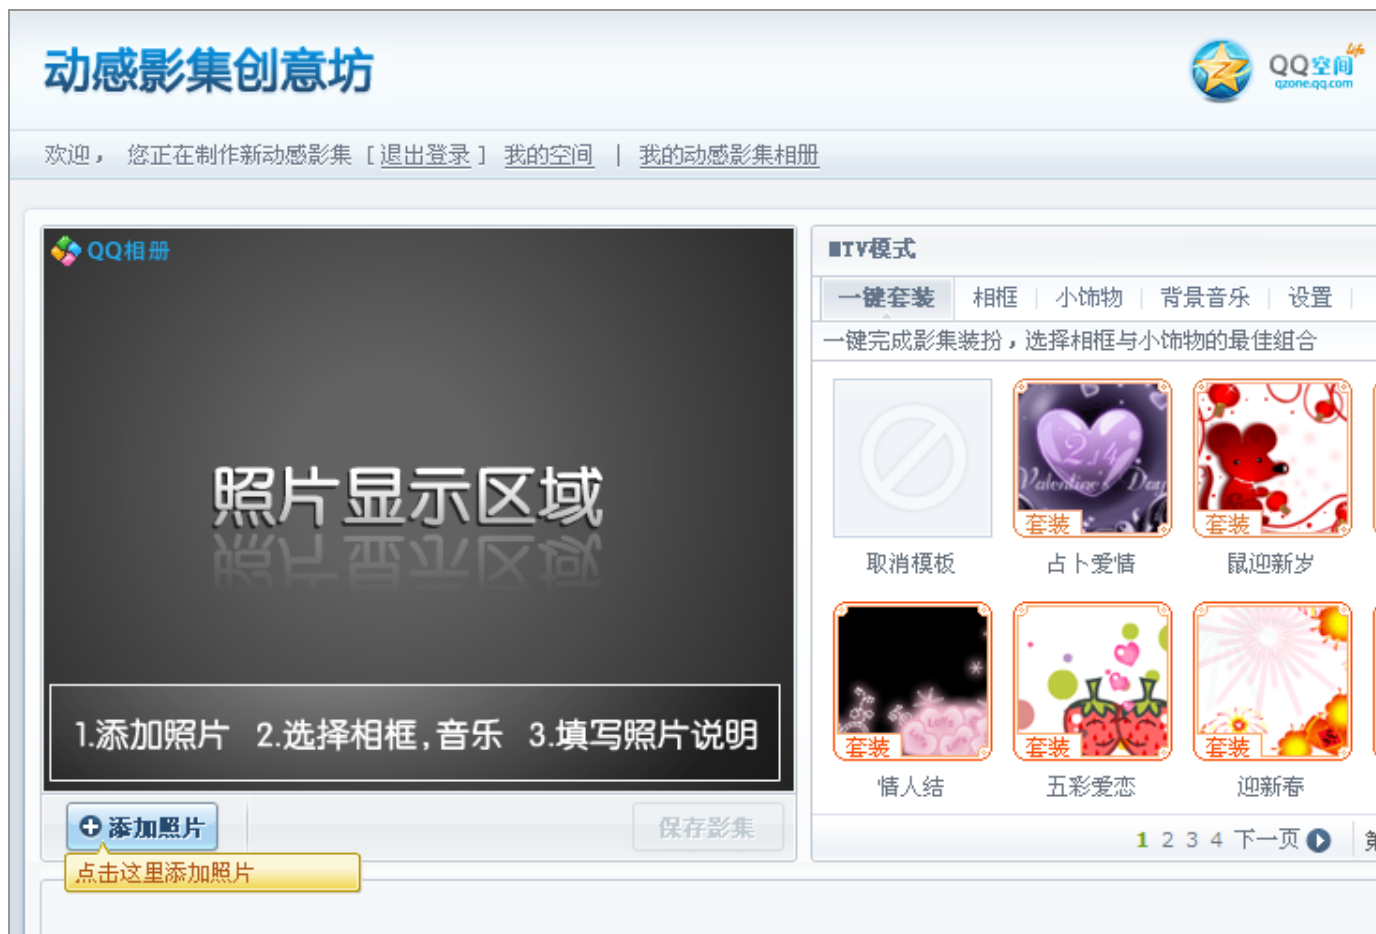 动感影集创意坊
QQ空间 life
qzone.qq.com
欢迎， 您正在制作新动感影集 [ 退出登录 ] 我的空间 | 我的动感影集相册
QQ相册
照片显示区域
1.添加照片 2.选择相框,音乐 3.填写照片说明
添加照片
保存影集
点击这里添加照片
MTV模式
一键套装 相框 小饰物 背景音乐 设置
一键完成影集装扮，选择相框与小饰物的最佳组合
2.14
Valentine's Day
套装
套装
取消模板 占卜爱情 鼠迎新岁
Love
套装
套装
套装
情人结 五彩爱恋 迎新春
1 2 3 4 下一页